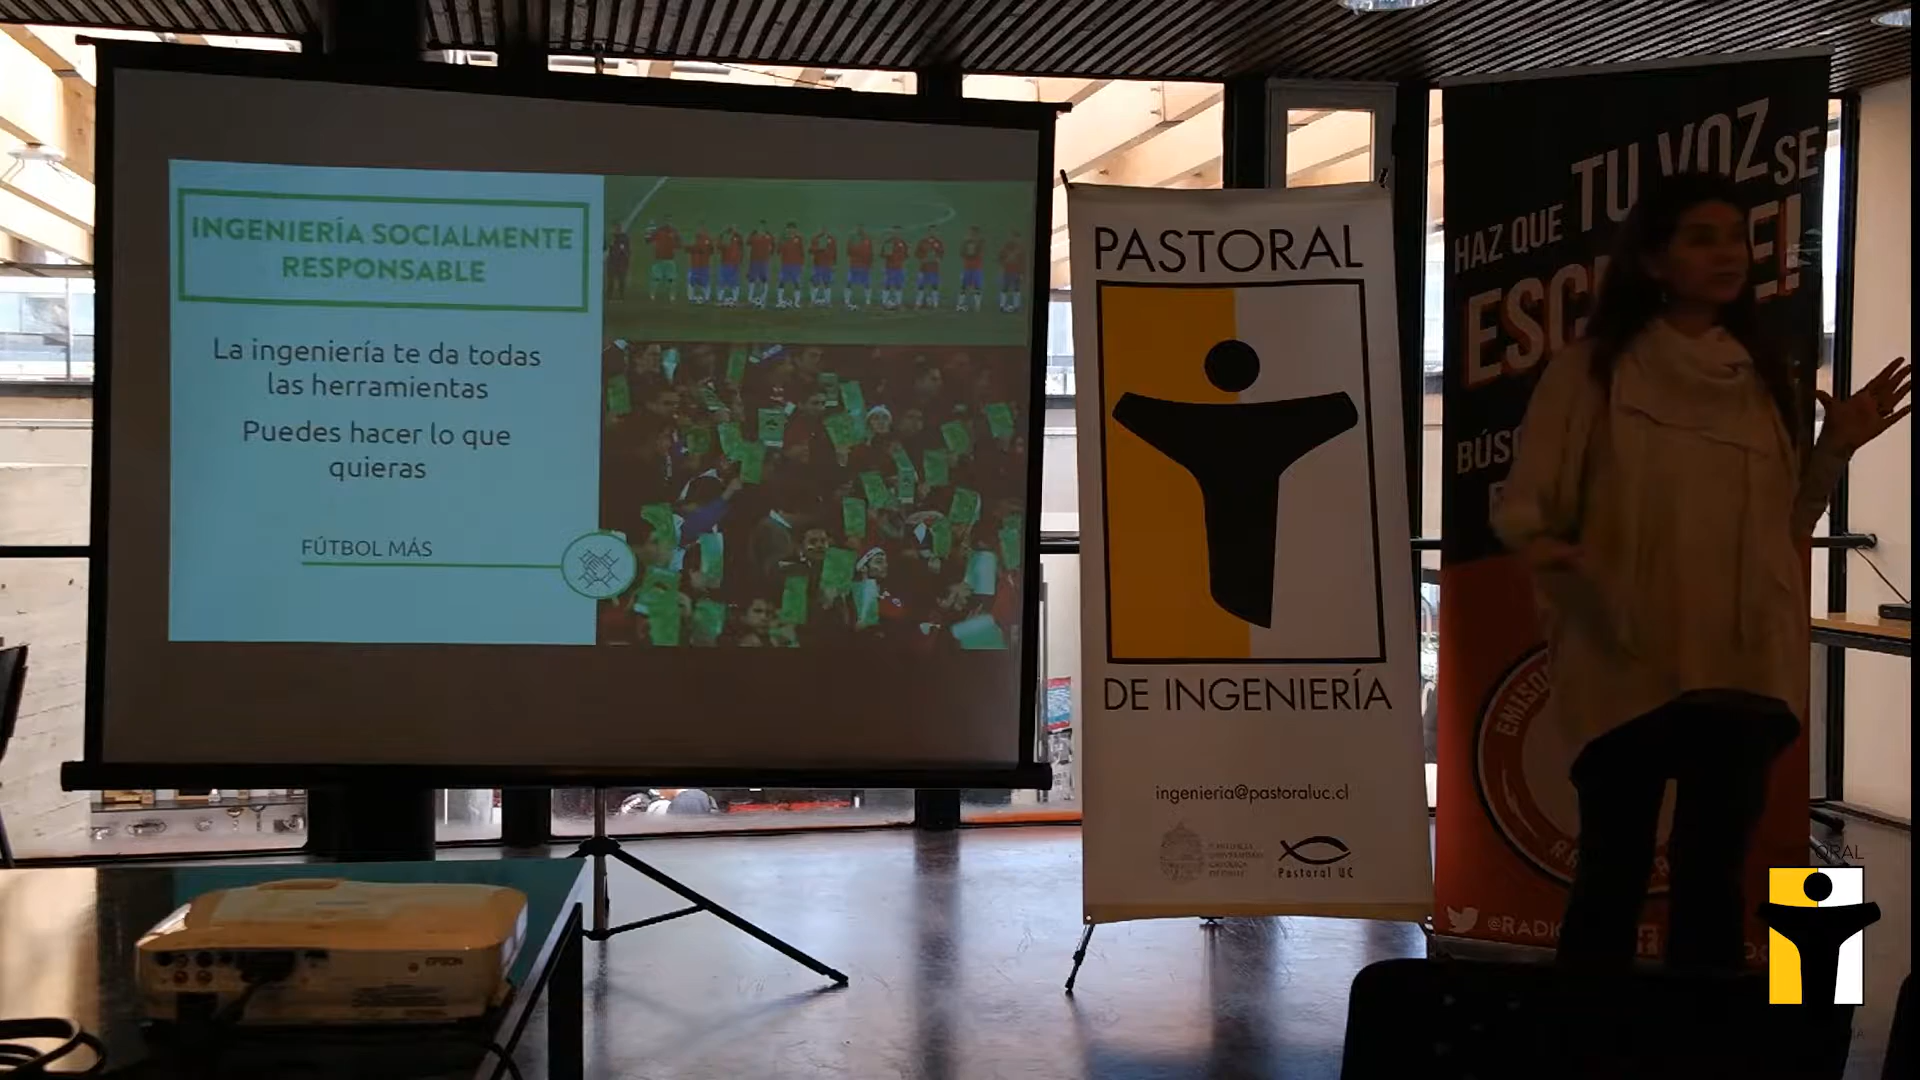 INGENIERÍA SOCIALMENTE
RESPONSABLE
La ingeniería te da todas
las herramientas
Puedes hacer lo que
quieras
FÚTBOL MÁS
EPSON
PASTORAL
DE INGENIERÍA
ingenieria@pastoraluc.cl
Pastoral UC
HAZ QUE TU VOZ SE